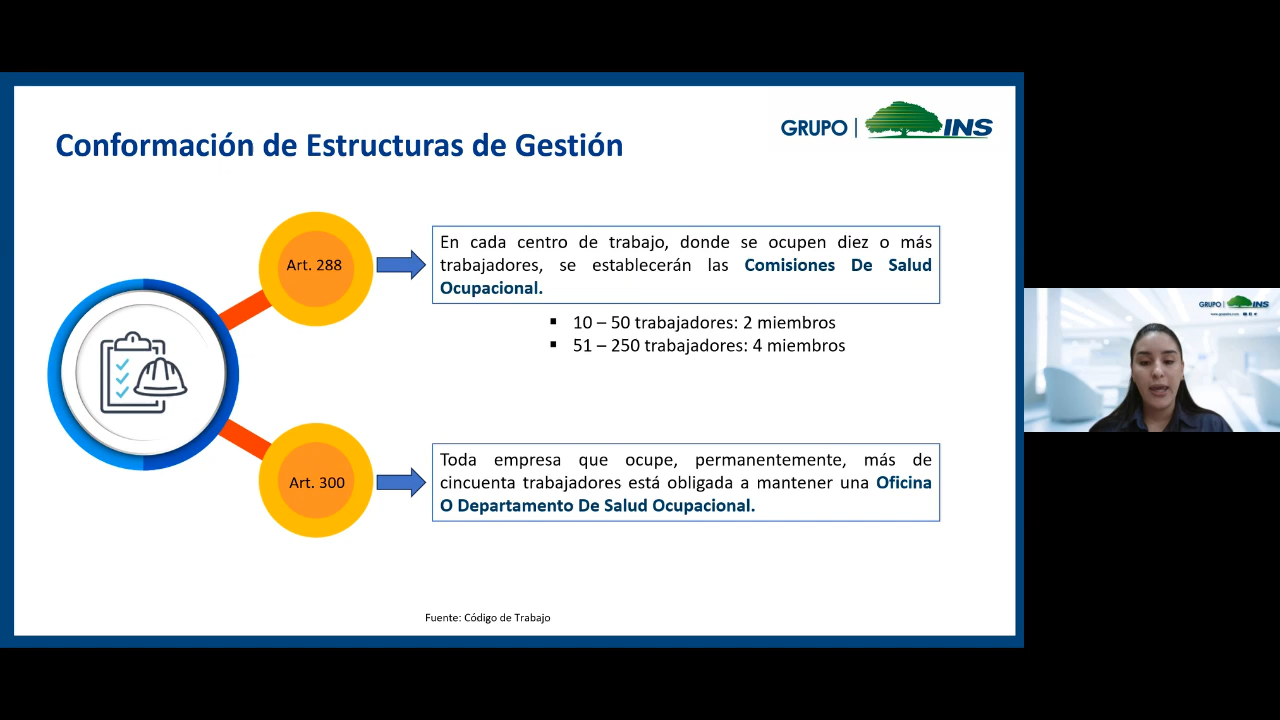 Conformación de Estructuras de Gestión
GRUPO | INS
Art. 288
En cada centro de trabajo, donde se ocupen diez o más
trabajadores, se establecerán las Comisiones De Salud
Ocupacional.
▪ 10 – 50 trabajadores: 2 miembros
▪ 51 – 250 trabajadores: 4 miembros
Art. 300
Toda empresa que ocupe, permanentemente, más de
cincuenta trabajadores está obligada a mantener una Oficina
O Departamento De Salud Ocupacional.
Fuente: Código de Trabajo
GRUPO | INS